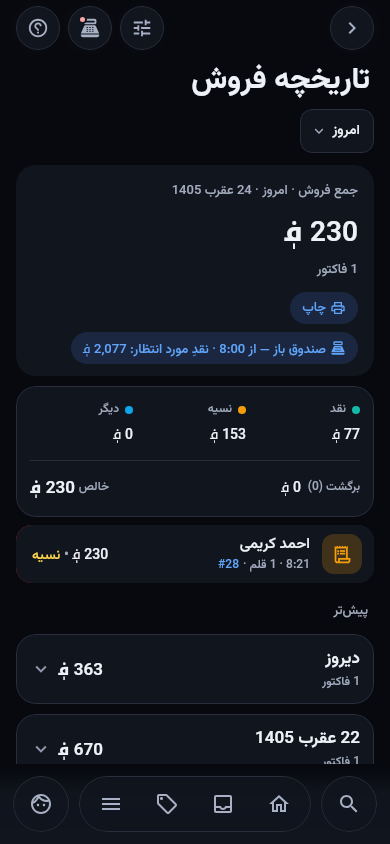 تاریخچه فروش
امروز
جمع فروش · امروز · 24 عقرب 1405
230 ؋
1 فاکتور
چاپ
صندوق باز — از 8:00 · نقدِ مورد انتظار: 2,077 ؋
نقد
77 ؋
نسیه
153 ؋
دیگر
0 ؋
برگشت (0) 0 ؋
خالص 230 ؋
احمد کریمی
8:21 · 1 قلم · #28
230 ؋ • نسیه
پیش‌تر
دیروز
1 فاکتور
363 ؋
22 عقرب 1405
1 فاکتور
670 ؋